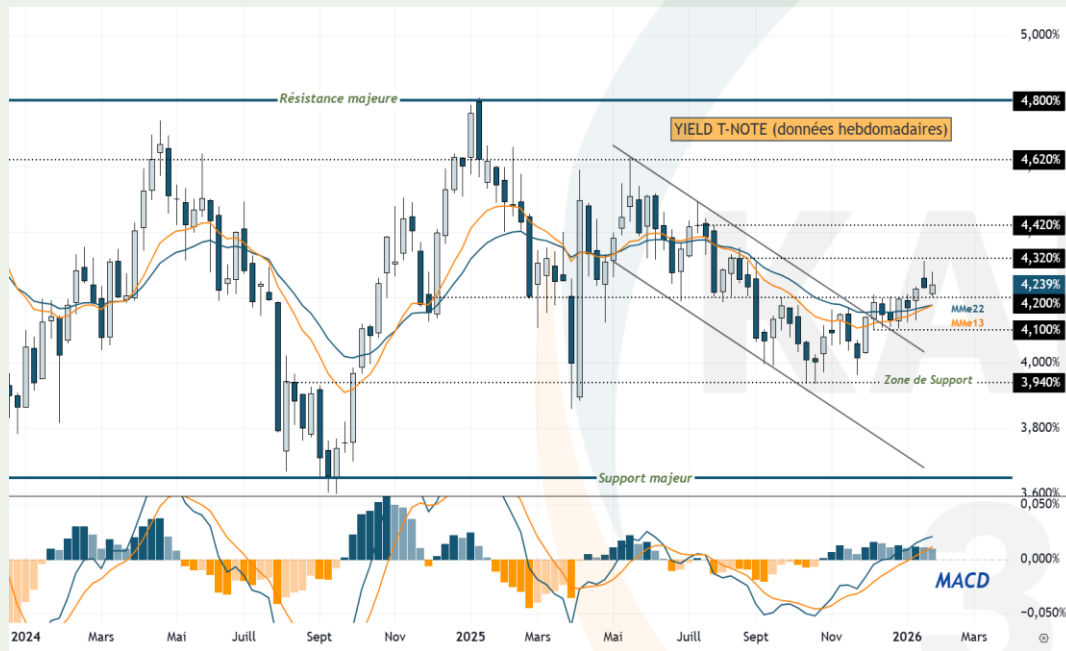 5,000%
Résistance majeure
4,800%
YIELD T-NOTE (données hebdomadaires)
4,620%
4,420%
4,320%
4,239%
4,200%
MMe22
MMe13
4,100%
4,000%
Zone de Support
3,940%
3,800%
Support majeur
3,600%
0,050%
0,000%
MACD
-0,050%
2024 Mars Mai Juill Sept Nov 2025 Mars Mai Juill Sept Nov 2026 Mars
KA
3